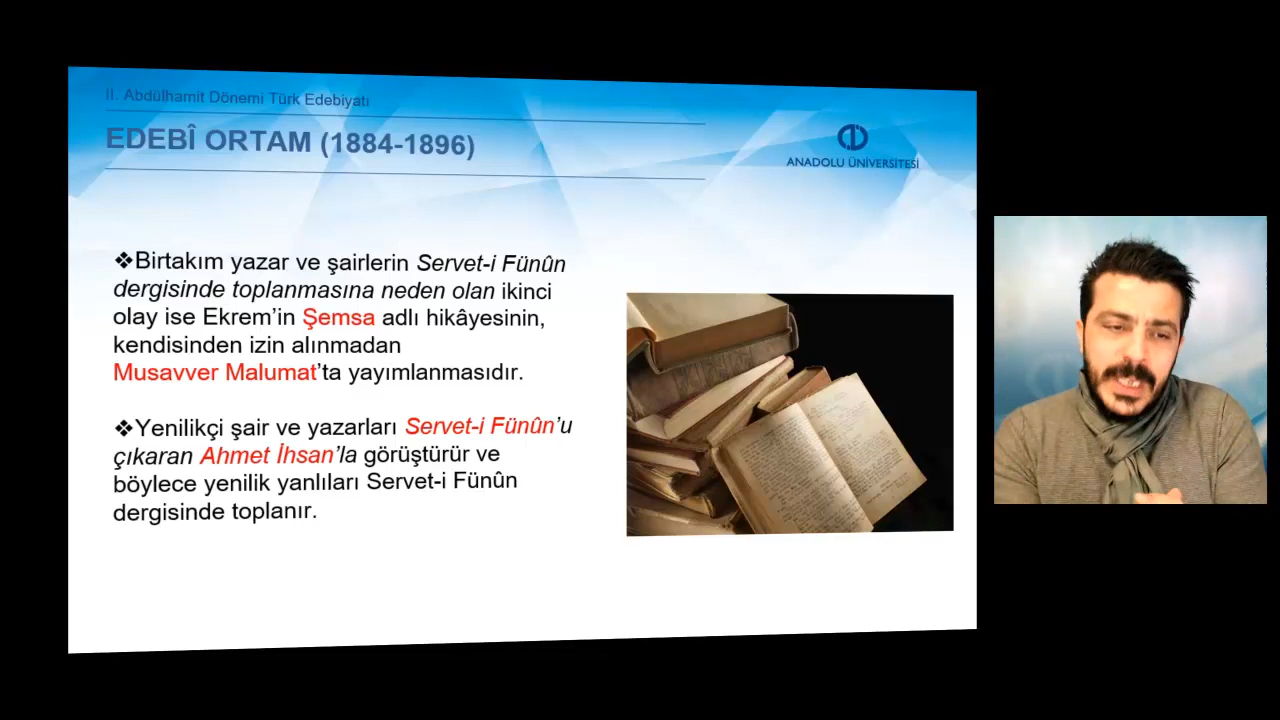 II. Abdülhamit Dönemi Türk Edebiyatı
EDEBÎ ORTAM (1884-1896)
ANADOLU ÜNİVERSİTESİ
❖Birtakım yazar ve şairlerin Servet-i Fünûn
dergisinde toplanmasına neden olan ikinci
olay ise Ekrem’in Şemsa adlı hikâyesinin,
kendisinden izin alınmadan
Musavver Malumat’ta yayımlanmasıdır.
❖Yenilikçi şair ve yazarları Servet-i Fünûn’u
çıkaran Ahmet İhsan’la görüştürür ve
böylece yenilik yanlıları Servet-i Fünûn
dergisinde toplanır.